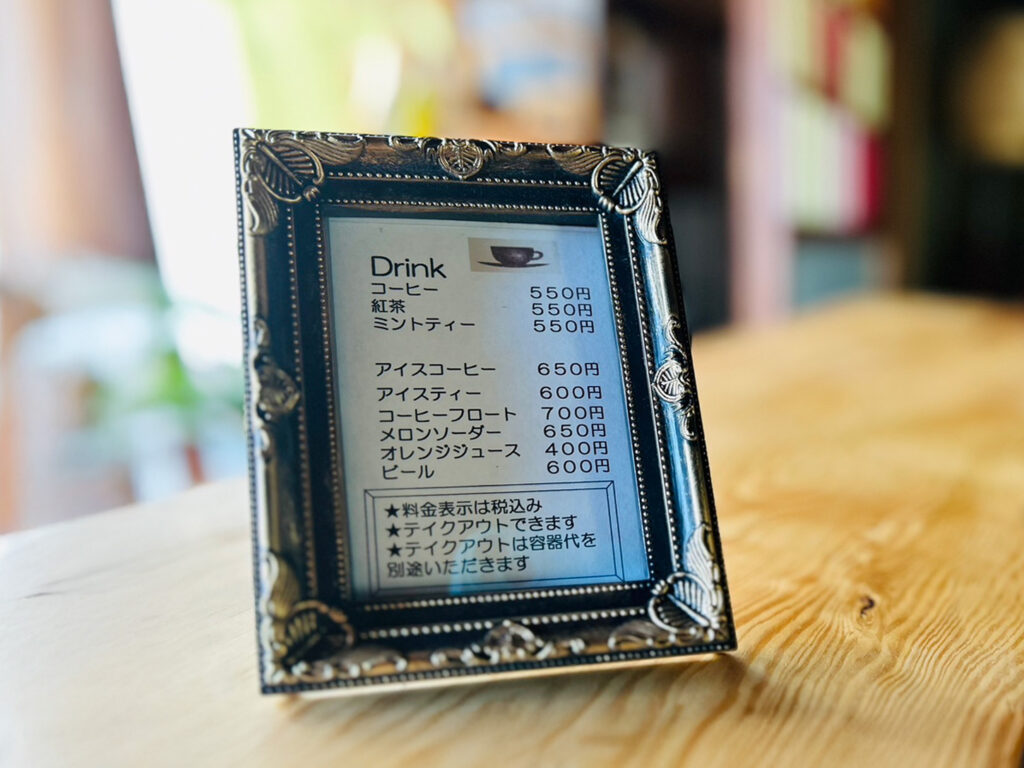 Drink
コーヒー 550円
紅茶 550円
ミントティー 550円
アイスコーヒー 650円
アイスティー 600円
コーヒーフロート 700円
メロンソーダー 650円
オレンジジュース 400円
ビール 600円
★料金表示は税込み
★テイクアウトできます
★テイクアウトは容器代を
別途いただきます